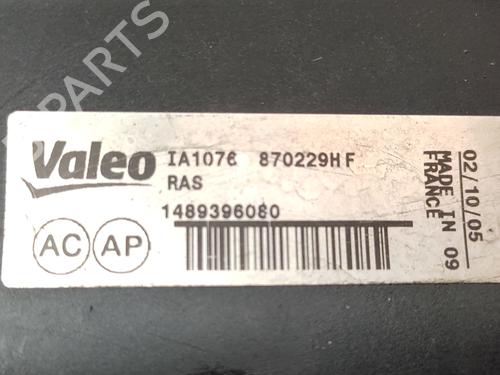 B-PARTS
Valeo IA1076 870229HF
RAS
1489396080
AC AP
02/10/05
MADE IN 09
FRANCE